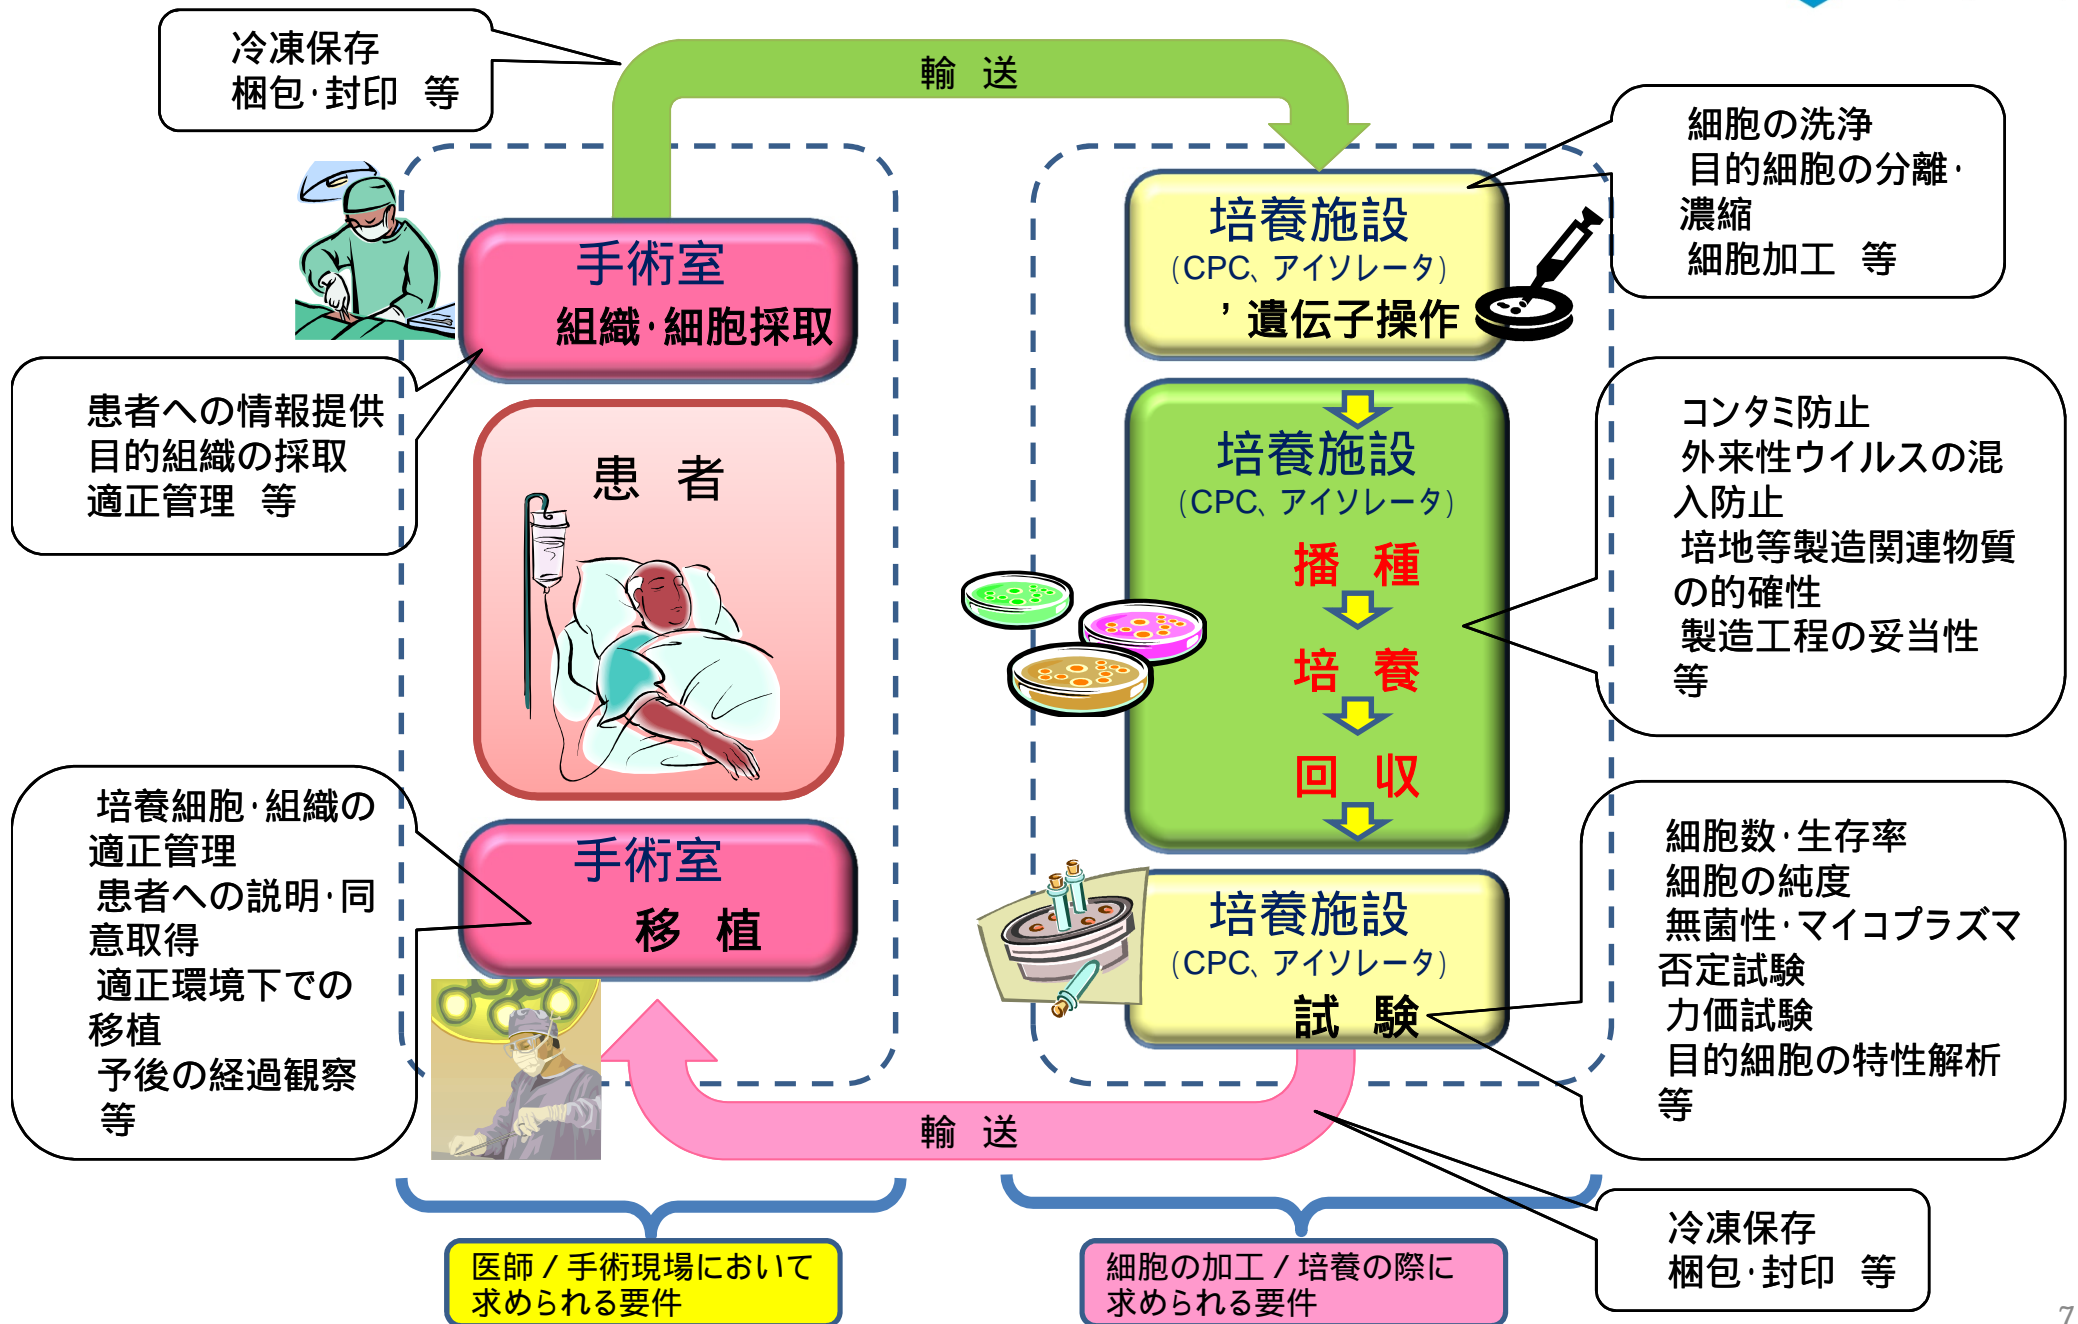 冷凍保存
梱包･封印 等
輸 送
細胞の洗浄
目的細胞の分離･
濃縮
細胞加工 等
手術室
組織･細胞採取
培養施設
(CPC、アイソレータ)
’遺伝子操作
患者への情報提供
目的組織の採取
適正管理 等
患 者
培養施設
(CPC、アイソレータ)
播 種
培 養
回 収
コンタミ防止
外来性ウイルスの混
入防止
培地等製造関連物質
の的確性
製造工程の妥当性
等
培養細胞･組織の
適正管理
患者への説明･同
意取得
適正環境下での
移植
予後の経過観察
等
手術室
移 植
培養施設
(CPC、アイソレータ)
試 験
細胞数･生存率
細胞の純度
無菌性･マイコプラズマ
否定試験
力価試験
目的細胞の特性解析
等
輸 送
冷凍保存
梱包･封印 等
医師 / 手術現場において
求められる要件
細胞の加工 / 培養の際に
求められる要件
7